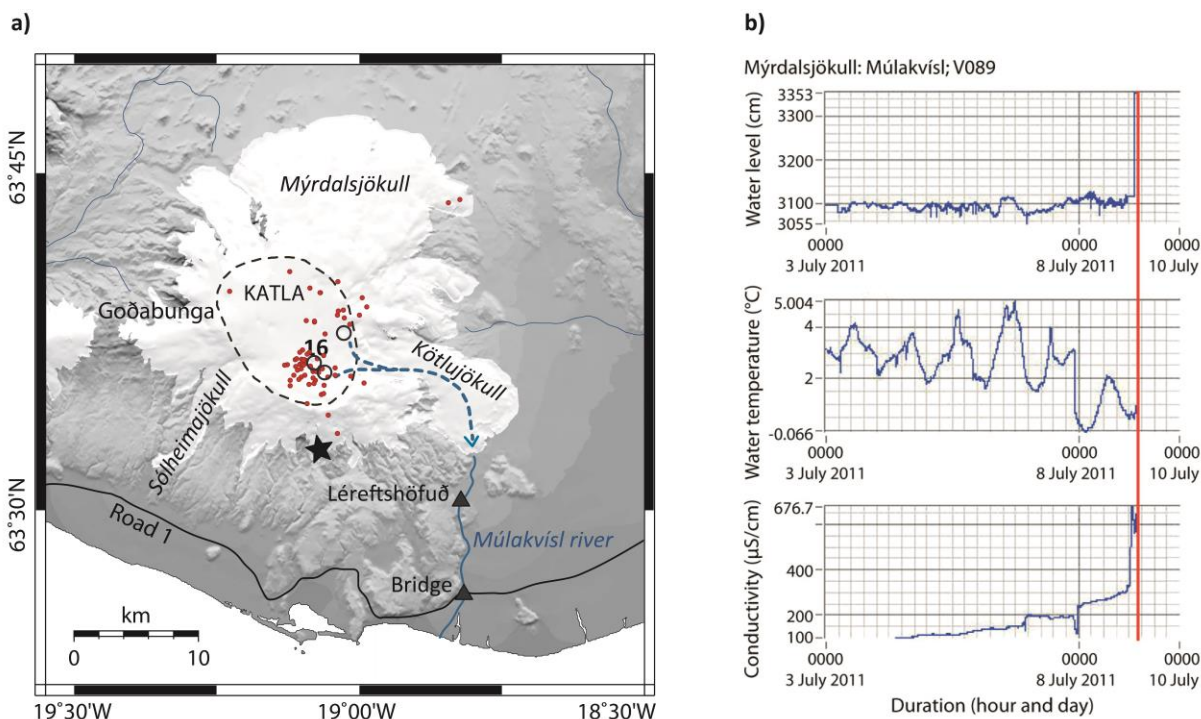 a)
63°45'N
63°30'N
Mýrdalsjökull
KATLA
Goðabunga
16
Kötlujökull
Sólheimajökull
Léreftshöfuð
Road 1
Múlakvísl river
Bridge
km
0 10
19°30'W 19°00'W 18°30'W
b)
Mýrdalsjökull: Múlakvísl; V089
Water level (cm)
3353
3300
3200
3100
3055
0000 0000 0000
3 July 2011 8 July 2011 10 July
Water temperature (°C)
5.004
4
2
-0.066
0000 0000 0000
3 July 2011 8 July 2011 10 July
Conductivity (µS/cm)
676.7
400
200
100
0000 0000 0000
3 July 2011 8 July 2011 10 July
Duration (hour and day)